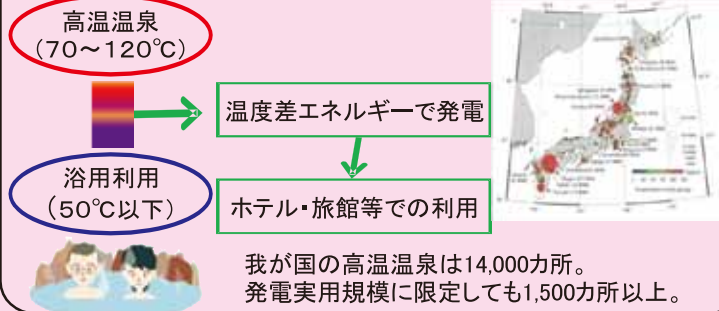 高温温泉
（70～120℃）
温度差エネルギーで発電
浴用利用
（50℃以下）
ホテル・旅館等での利用
我が国の高温温泉は14,000カ所。
発電実用規模に限定しても1,500カ所以上。